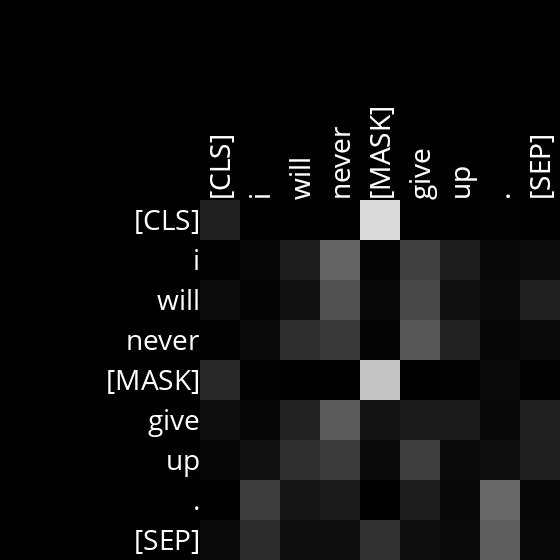 [CLS] i will never [MASK] give up . [SEP]
[CLS]
i
will
never
[MASK]
give
up
.
[SEP]